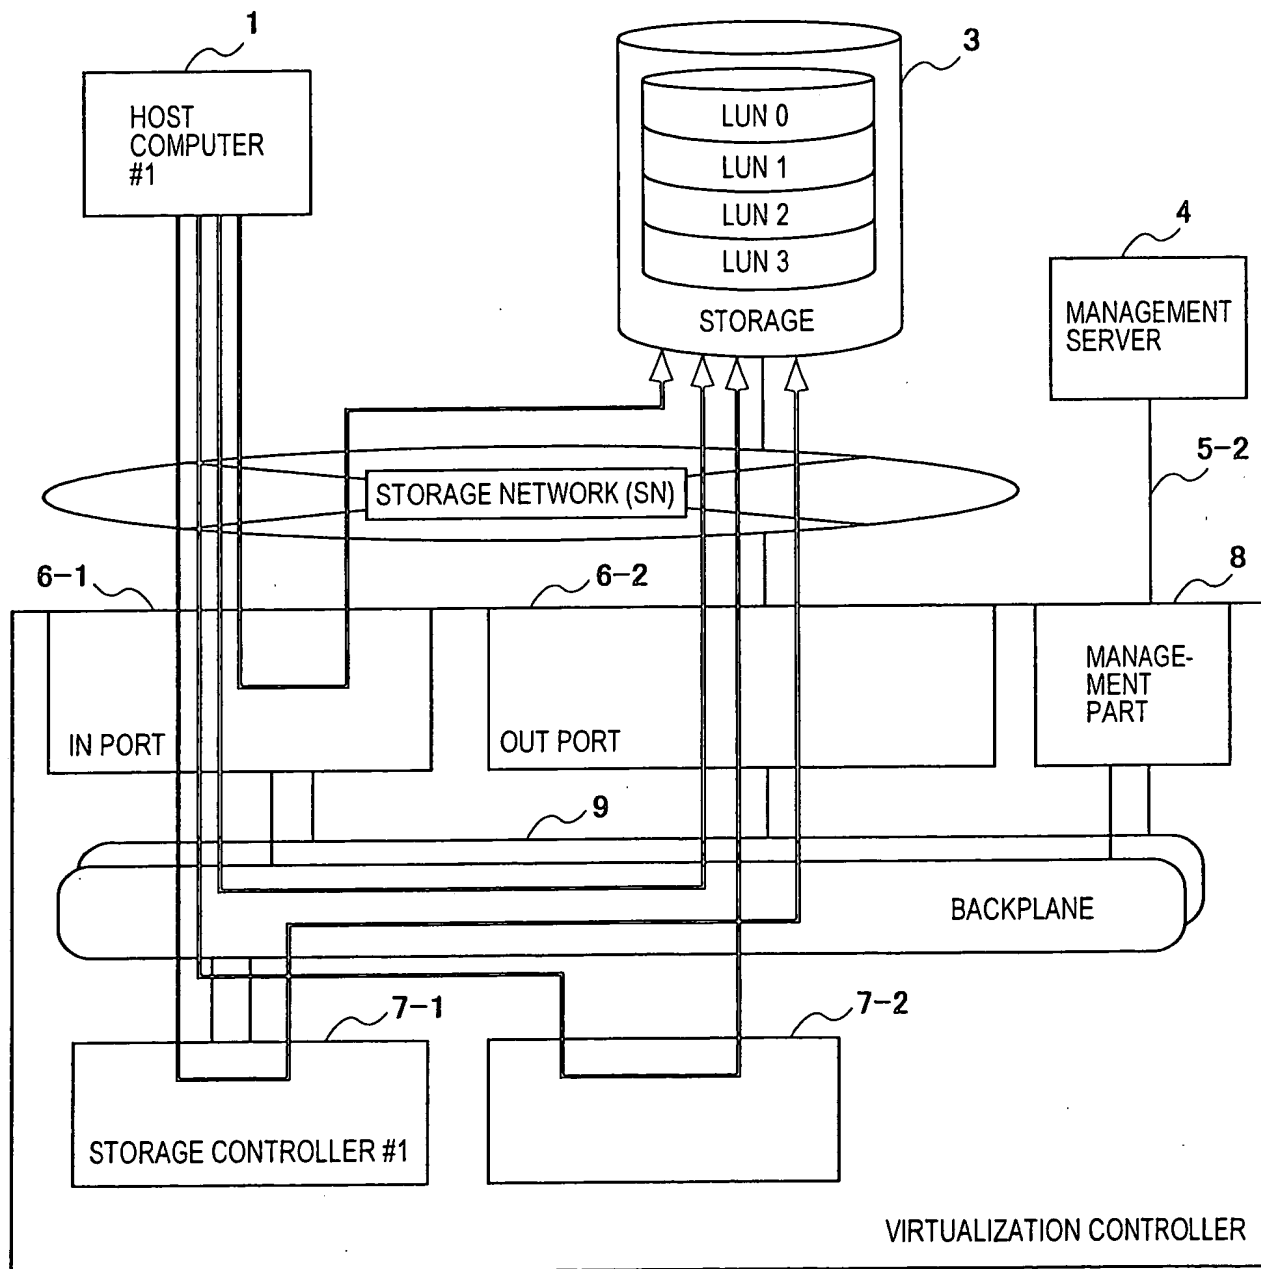 1
3
HOST
COMPUTER
#1
LUN 0
LUN 1
LUN 2
LUN 3
STORAGE
4
MANAGEMENT
SERVER
5-2
STORAGE NETWORK (SN)
6-1
6-2
8
IN PORT
OUT PORT
MANAGE-
MENT
PART
9
BACKPLANE
7-1
7-2
STORAGE CONTROLLER #1
VIRTUALIZATION CONTROLLER